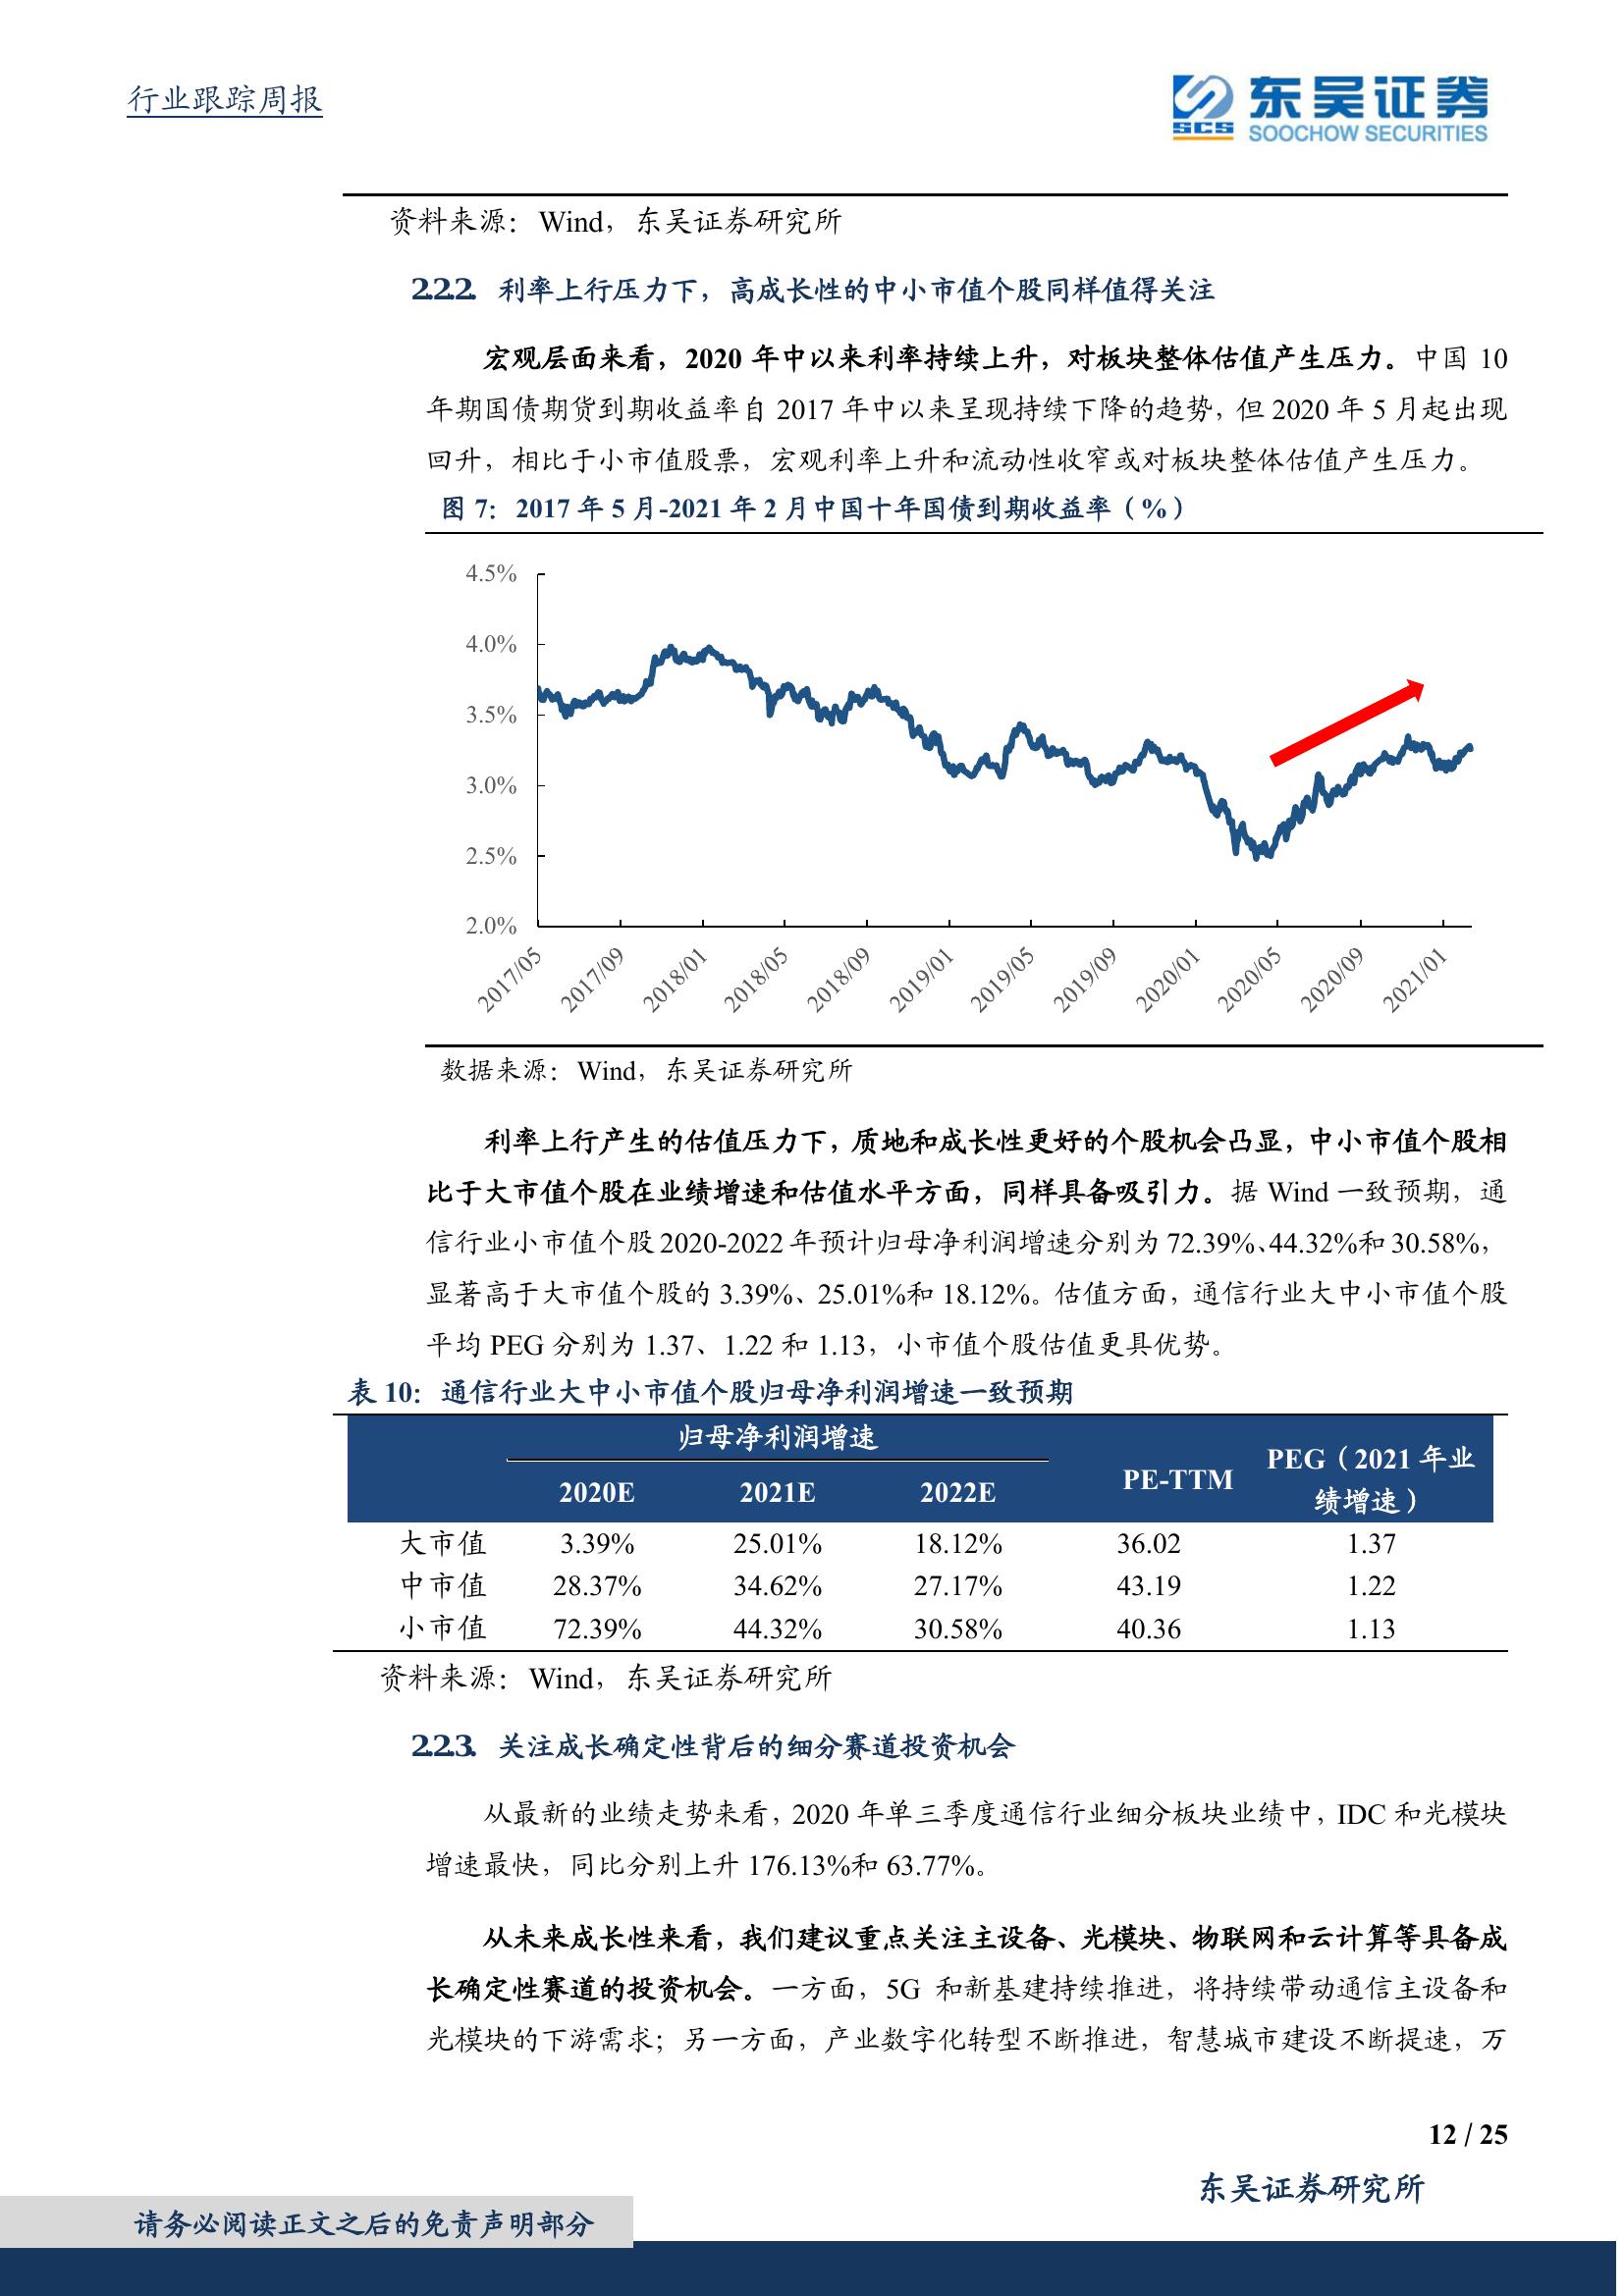 行业跟踪周报
SCS
东吴证券
SOOCHOW SECURITIES
资料来源：Wind，东吴证券研究所
2.2.2. 利率上行压力下，高成长性的中小市值个股同样值得关注
宏观层面来看，2020 年中以来利率持续上升，对板块整体估值产生压力。中国 10
年期国债期货到期收益率自 2017 年中以来呈现持续下降的趋势，但 2020 年 5 月起出现
回升，相比于小市值股票，宏观利率上升和流动性收窄或对板块整体估值产生压力。
图 7：2017 年 5 月-2021 年 2 月中国十年国债到期收益率（%）
4.5%
4.0%
3.5%
3.0%
2.5%
2.0%
2017/05 2017/09 2018/01 2018/05 2018/09 2019/01 2019/05 2019/09 2020/01 2020/05 2020/09 2021/01
数据来源：Wind，东吴证券研究所
利率上行产生的估值压力下，质地和成长性更好的个股机会凸显，中小市值个股相
比于大市值个股在业绩增速和估值水平方面，同样具备吸引力。据 Wind 一致预期，通
信行业小市值个股 2020-2022 年预计归母净利润增速分别为 72.39%、44.32%和 30.58%，
显著高于大市值个股的 3.39%、25.01%和 18.12%。估值方面，通信行业大中小市值个股
平均 PEG 分别为 1.37、1.22 和 1.13，小市值个股估值更具优势。
表 10：通信行业大中小市值个股归母净利润增速一致预期
归母净利润增速
2020E 2021E 2022E PE-TTM PEG（2021 年业
绩增速）
大市值 3.39% 25.01% 18.12% 36.02 1.37
中市值 28.37% 34.62% 27.17% 43.19 1.22
小市值 72.39% 44.32% 30.58% 40.36 1.13
资料来源：Wind，东吴证券研究所
2.2.3. 关注成长确定性背后的细分赛道投资机会
从最新的业绩走势来看，2020 年单三季度通信行业细分板块业绩中，IDC 和光模块
增速最快，同比分别上升 176.13%和 63.77%。
从未来成长性来看，我们建议重点关注主设备、光模块、物联网和云计算等具备成
长确定性赛道的投资机会。一方面，5G 和新基建持续推进，将持续带动通信主设备和
光模块的下游需求；另一方面，产业数字化转型不断推进，智慧城市建设不断提速，万
12 / 25
东吴证券研究所
请务必阅读正文之后的免责声明部分